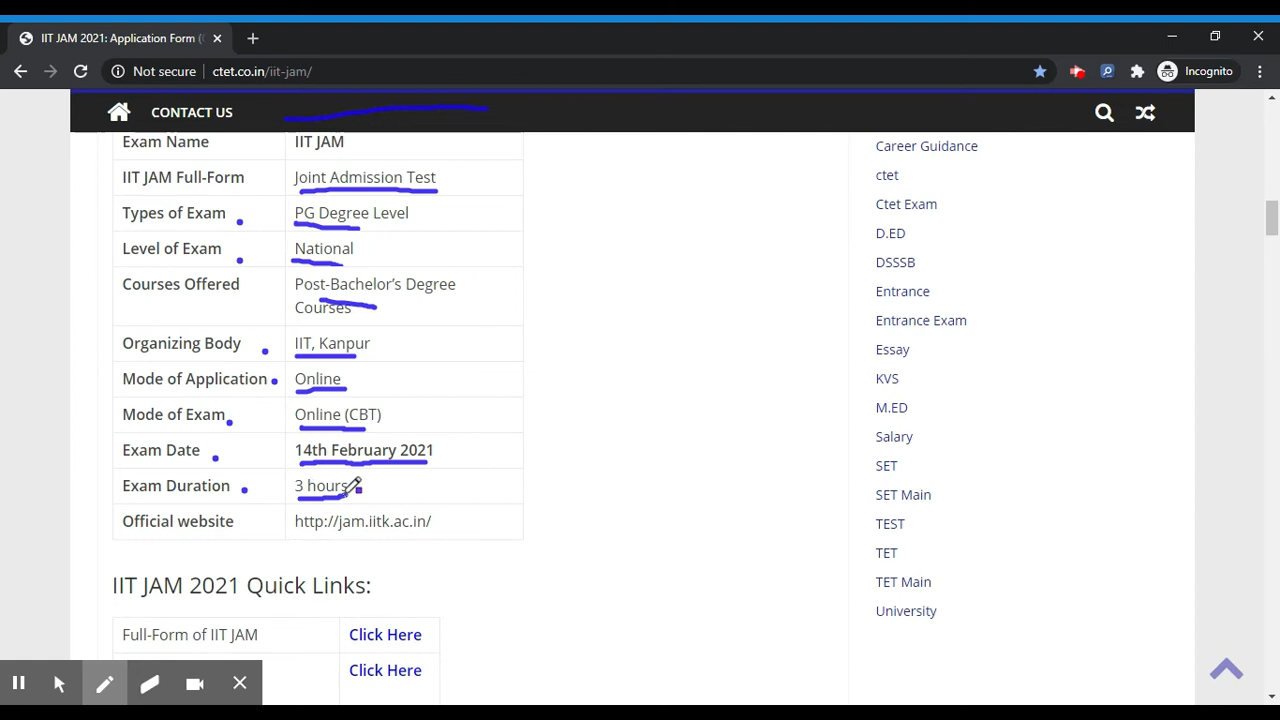 IIT JAM 2021: Application Form (
Not secure
ctet.co.in/iit-jam/
Incognito
CONTACT US
Exam Name IIT JAM
IIT JAM Full-Form Joint Admission Test
Types of Exam PG Degree Level
Level of Exam National
Courses Offered Post-Bachelor's Degree
Courses
Organizing Body IIT, Kanpur
Mode of Application Online
Mode of Exam Online (CBT)
Exam Date 14th February 2021
Exam Duration 3 hours
Official website http://jam.iitk.ac.in/
IIT JAM 2021 Quick Links:
Full-Form of IIT JAM Click Here
Click Here
Career Guidance
ctet
Ctet Exam
D.ED
DSSSB
Entrance
Entrance Exam
Essay
KVS
M.ED
Salary
SET
SET Main
TEST
TET
TET Main
University